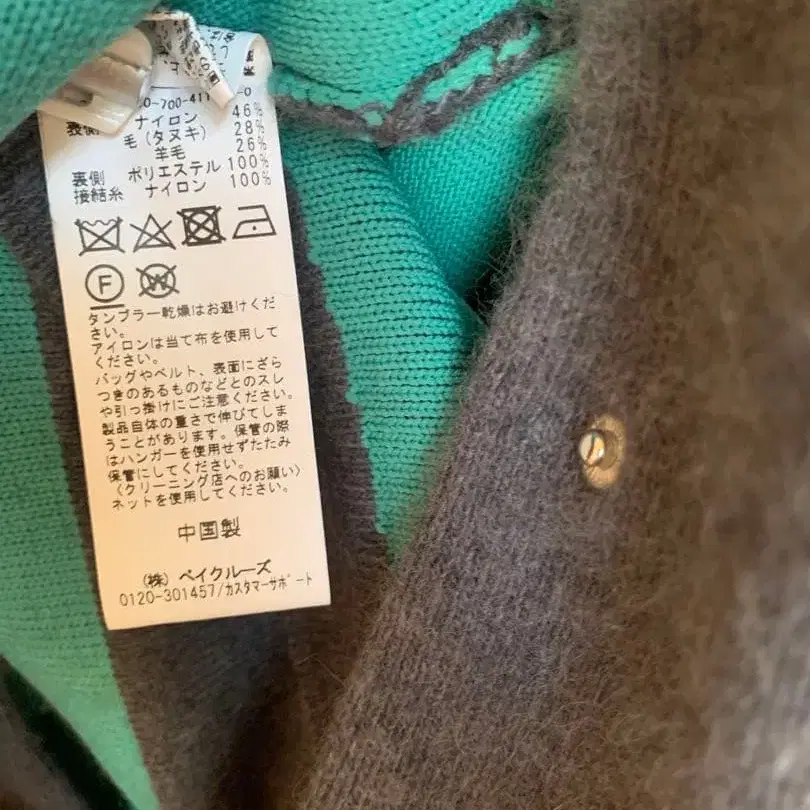 0-700-411
表側 ナイロン 46%
毛(タヌキ) 28%
羊毛 26%
裏側 ポリエステル 100%
接結糸 ナイロン 100%
F W
タンブラー乾燥はお避けくだ
さい。
アイロンは当て布を使用して
ください。
バッグやベルト、表面にざら
つきのあるものなどとのスレ
や引っ掛けにご注意ください。
製品自体の重さで伸びてしま
うことがあります。保管の際
はハンガーを使用せずたたみ
保管にしてください。
〈クリーニング店へのお願い〉
ネットを使用してください。
中国製
(株) ベイクルーズ
0120-301457/カスタマーサポート